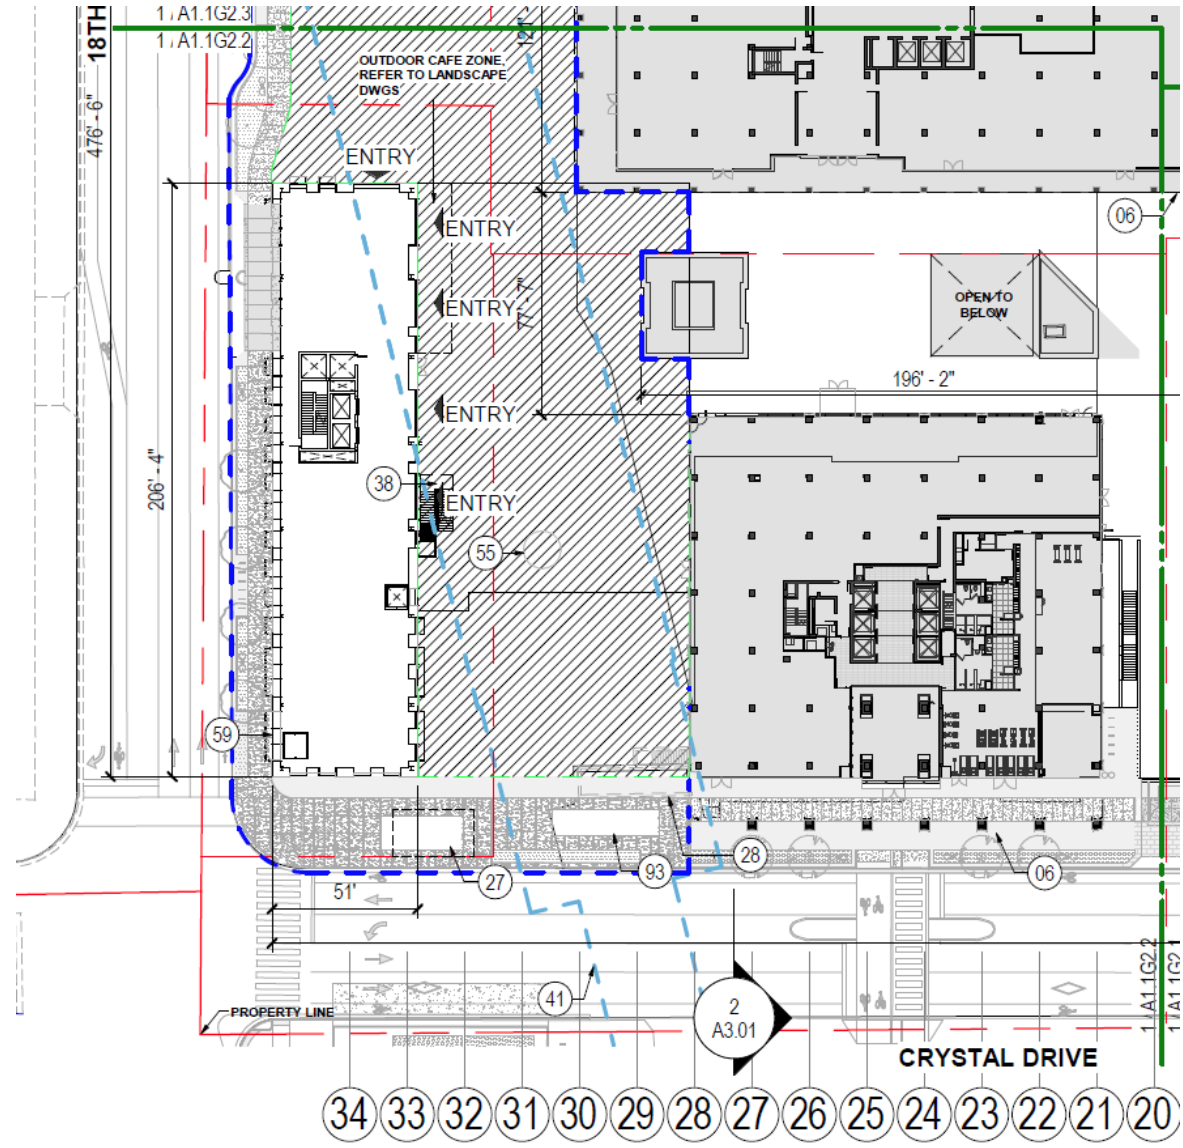 1 / A1.1G2.3
1 / A1.1G2.2
18TH
476' - 6"
121'
OUTDOOR CAFE ZONE,
REFER TO LANDSCAPE
DWGS
ENTRY
ENTRY
06
ENTRY
77' - 7"
OPEN TO
BELOW
196' - 2"
ENTRY
206' - 4"
38
ENTRY
55
59
28
27
93
06
51'
41
2
A3.01
1 / A1.1G2.2
1 / A1.1G2.1
PROPERTY LINE
CRYSTAL DRIVE
34 33 32 31 30 29 28 27 26 25 24 23 22 21 20